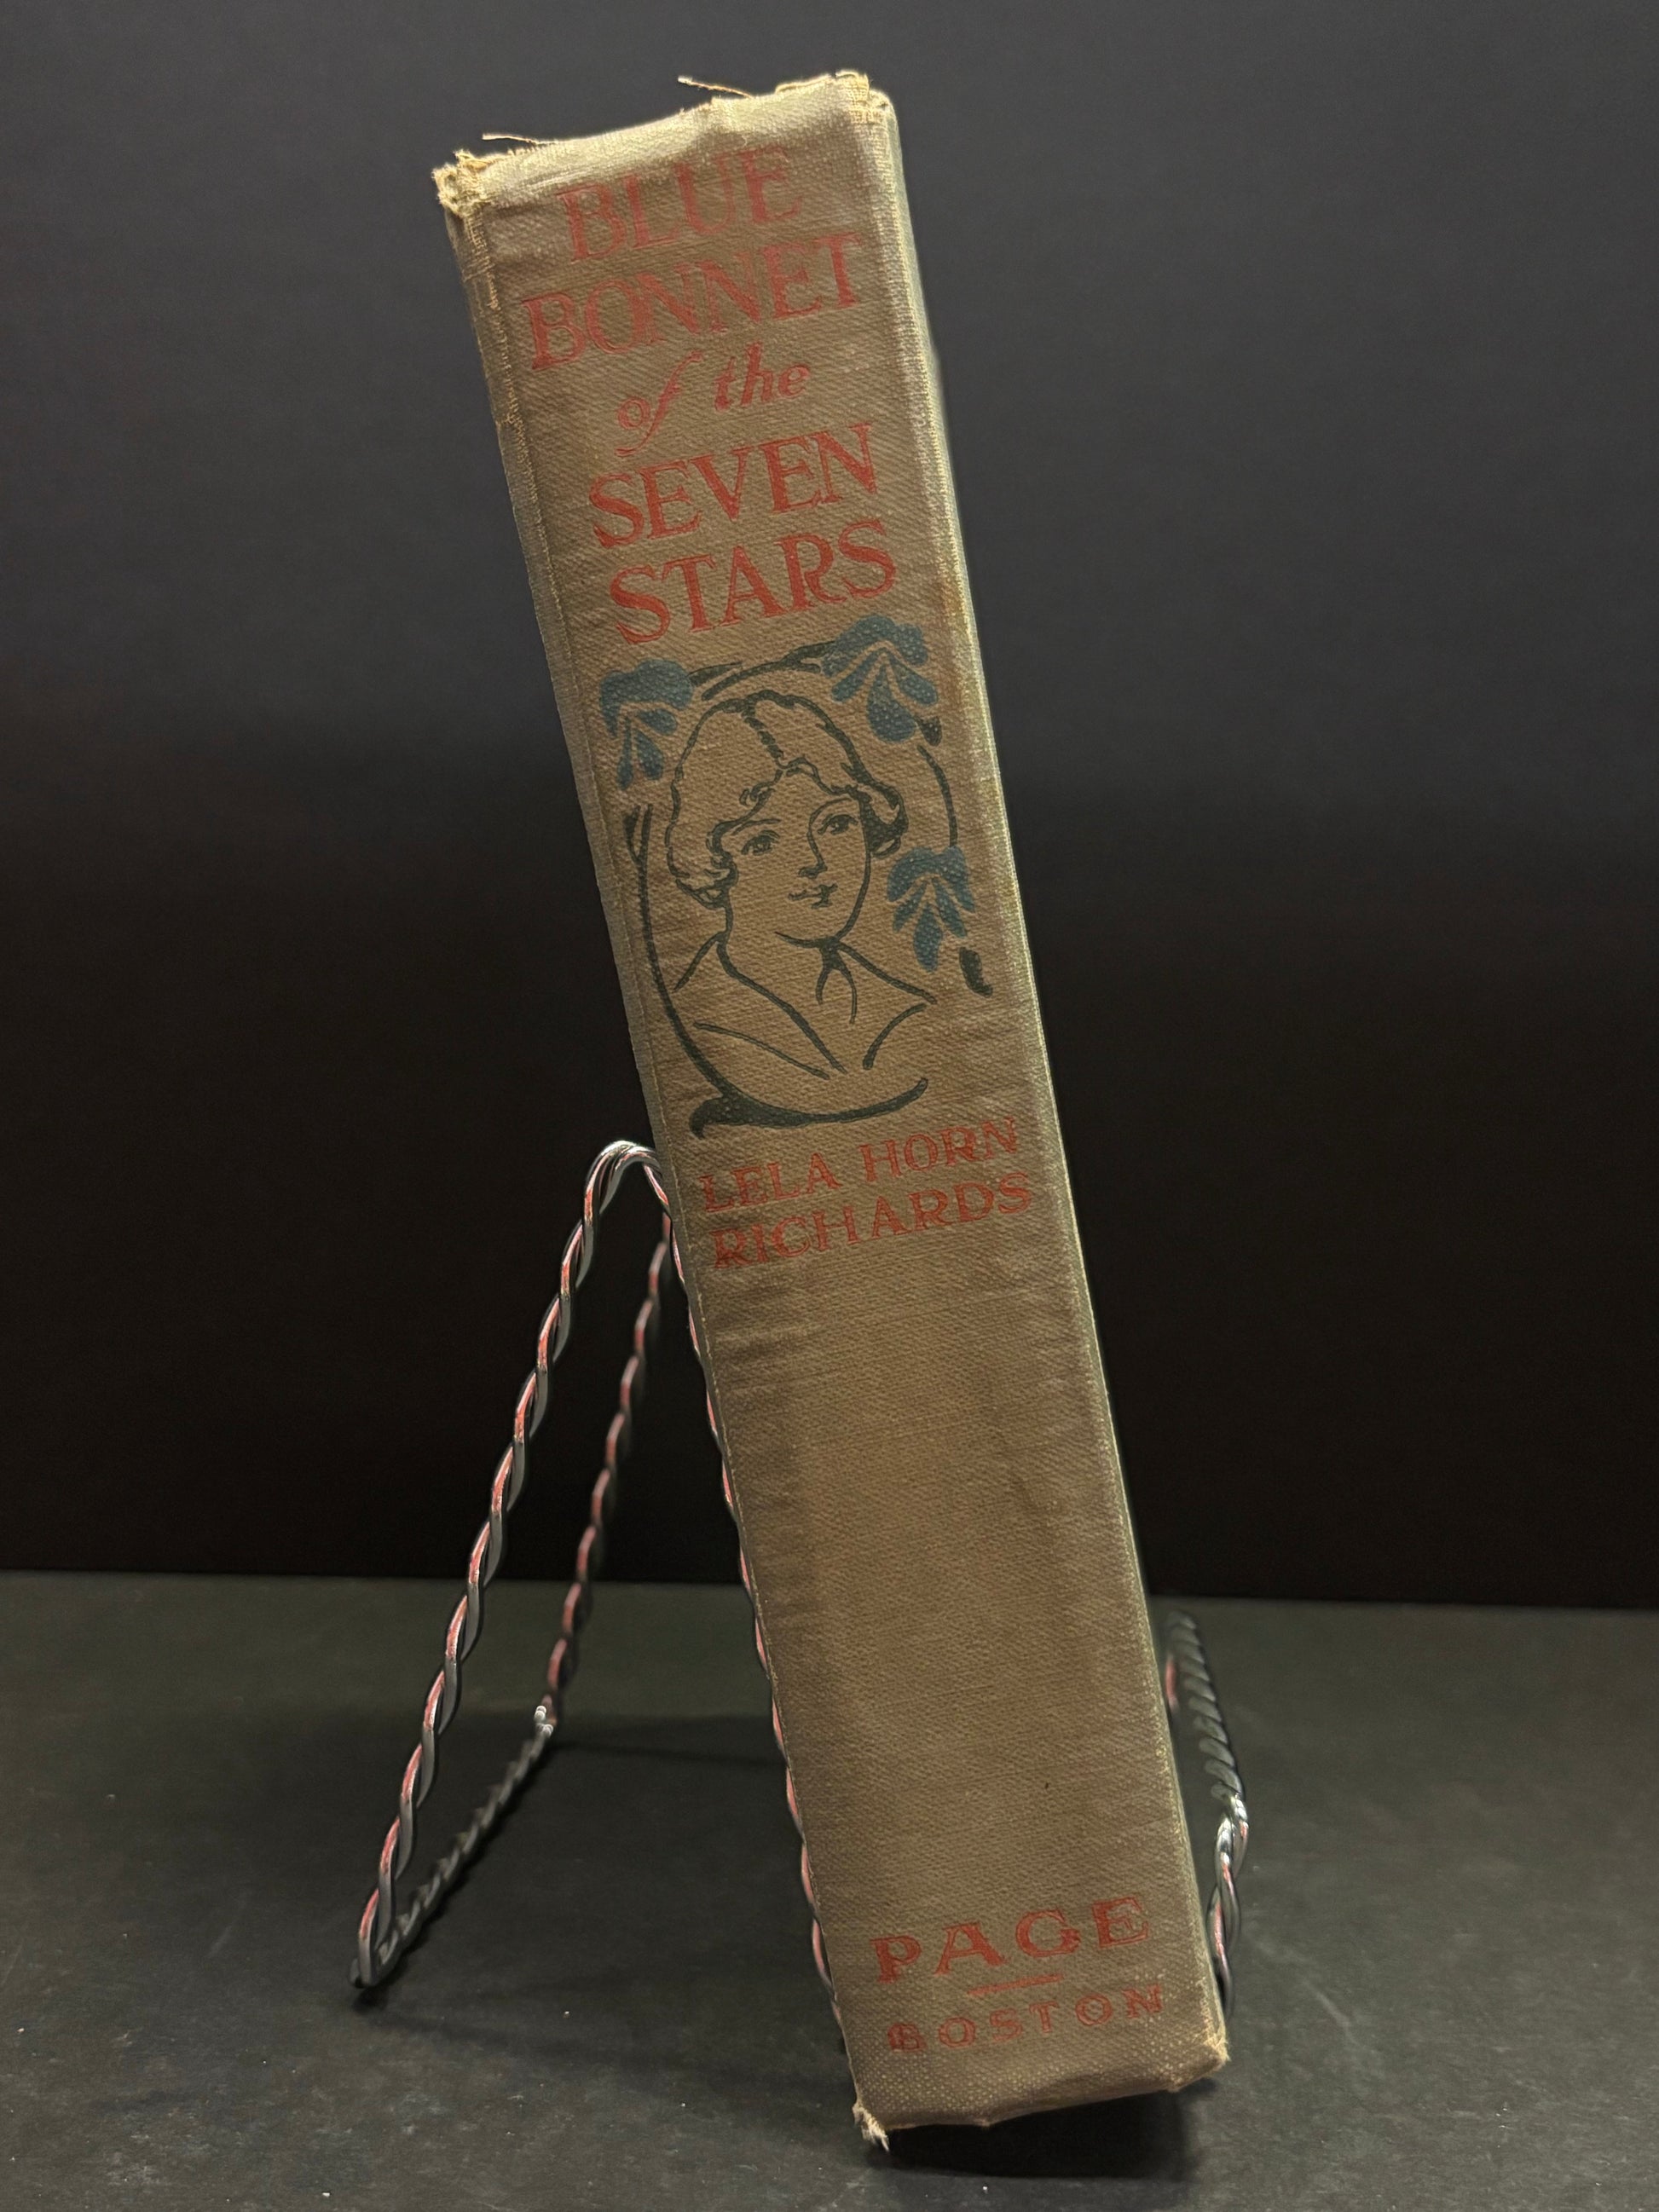 BLUE
BONNET
of the
SEVEN
STARS
LELA HORN
RICHARDS
PAGE
BOSTON